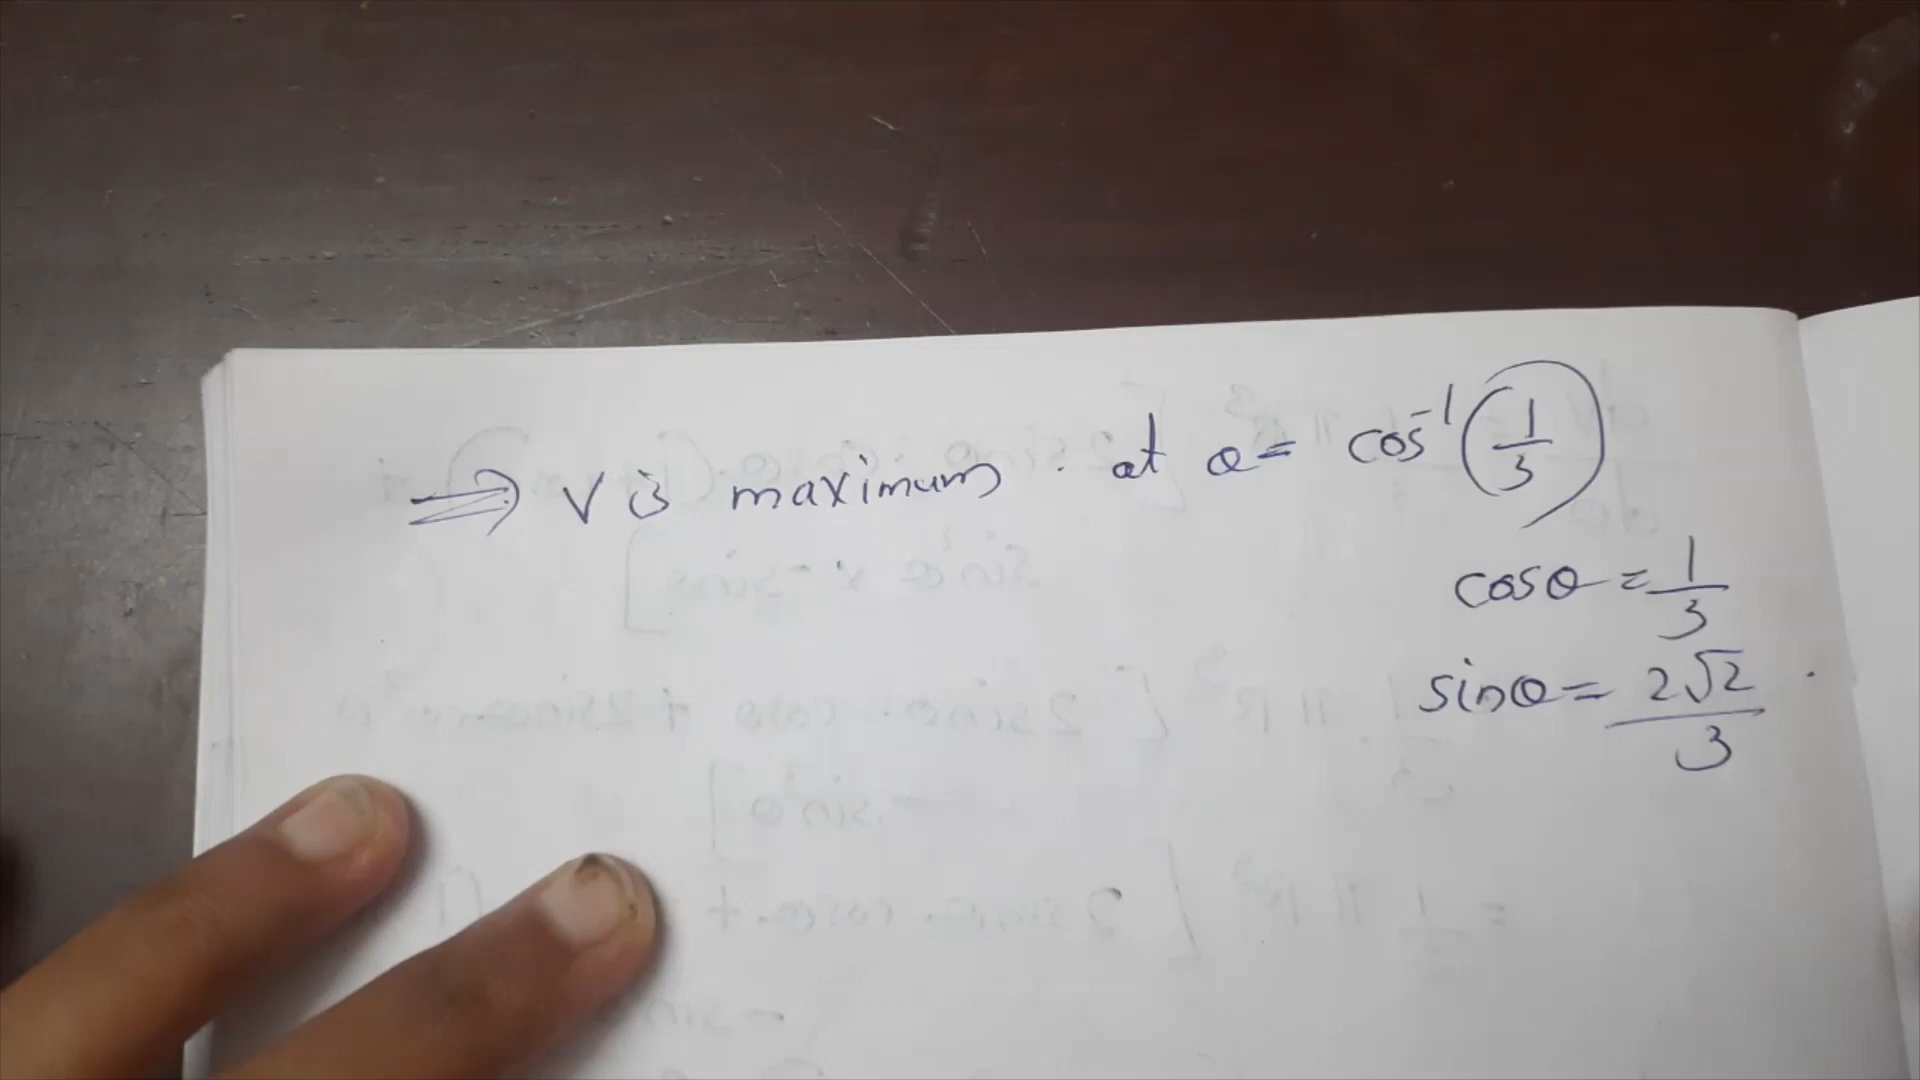 ⇒ V is maximum. at θ = cos⁻¹(1/3)
cosθ = 1/3
sinθ = 2√2/3